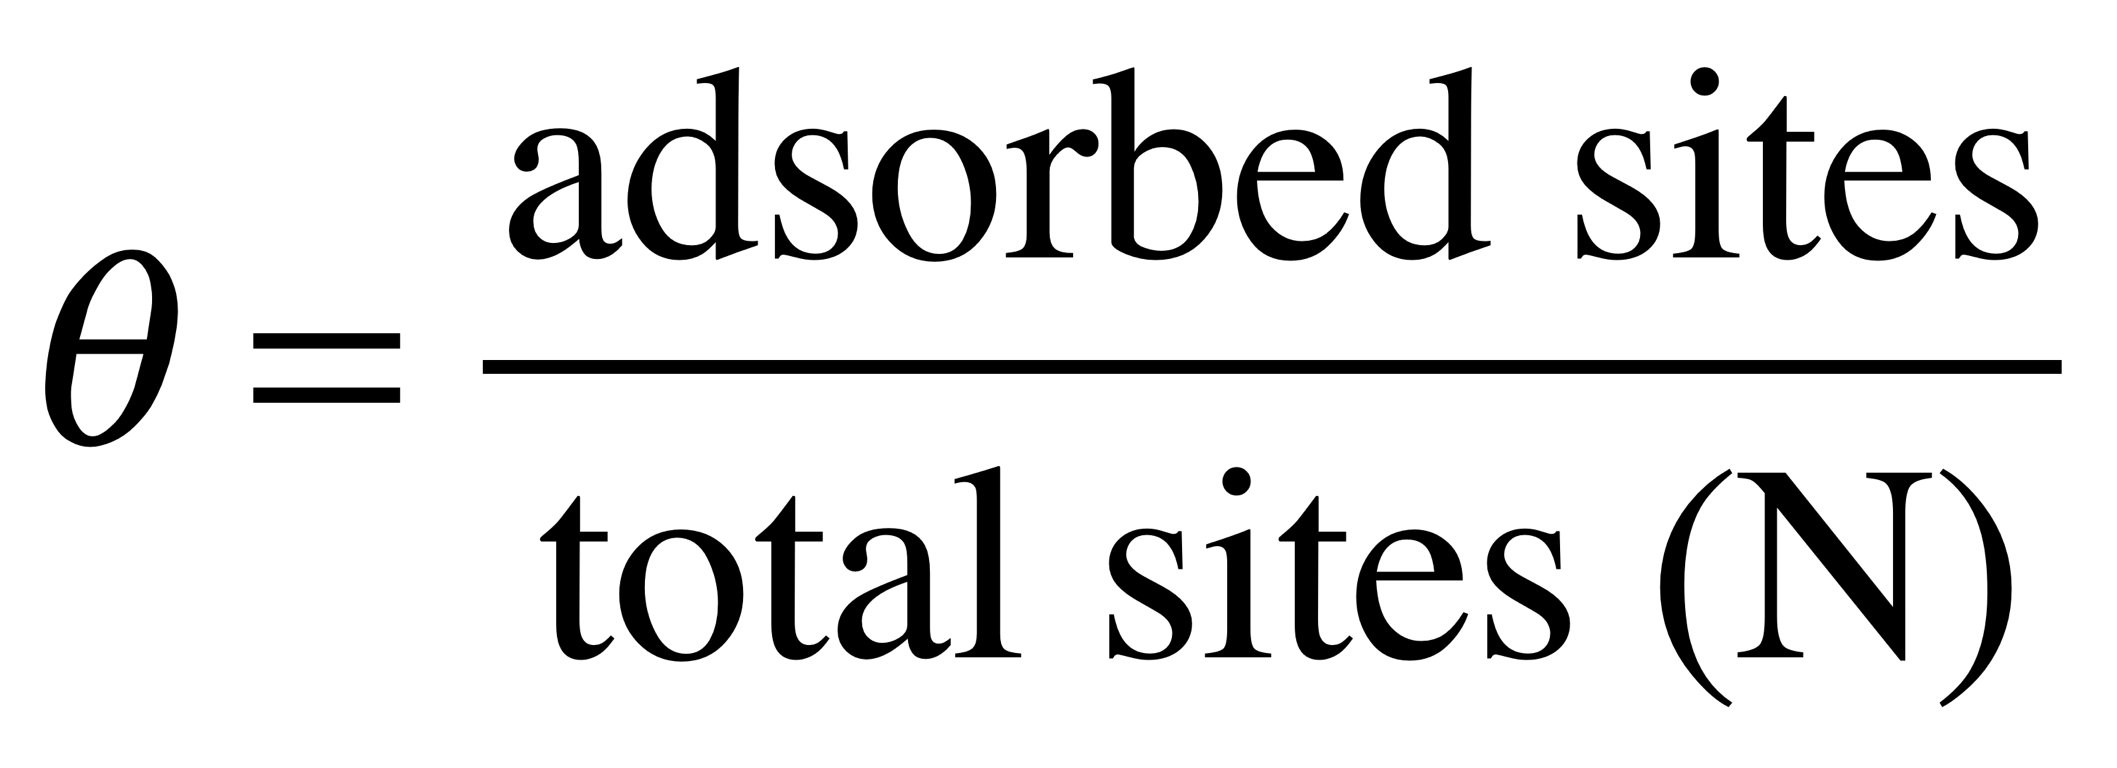 θ = adsorbed sites
total sites (N)